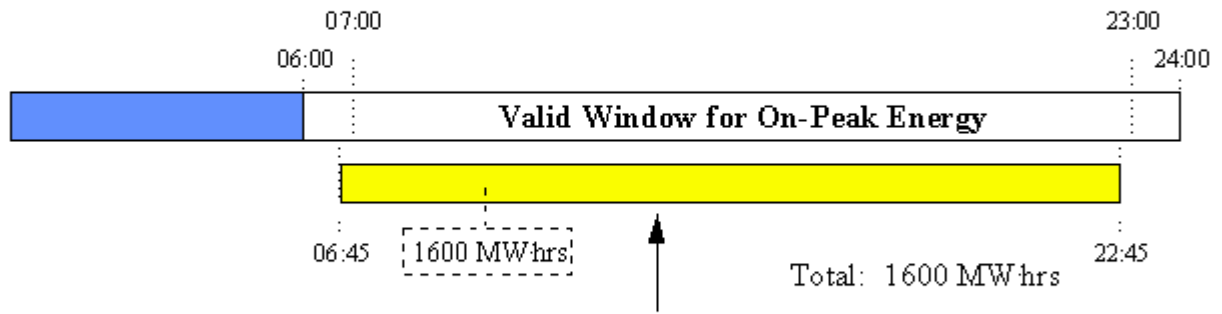 07:00 23:00
06:00 24:00
Valid Window for On-Peak Energy
06:45 1600 MWhrs 22:45
Total: 1600 MWhrs